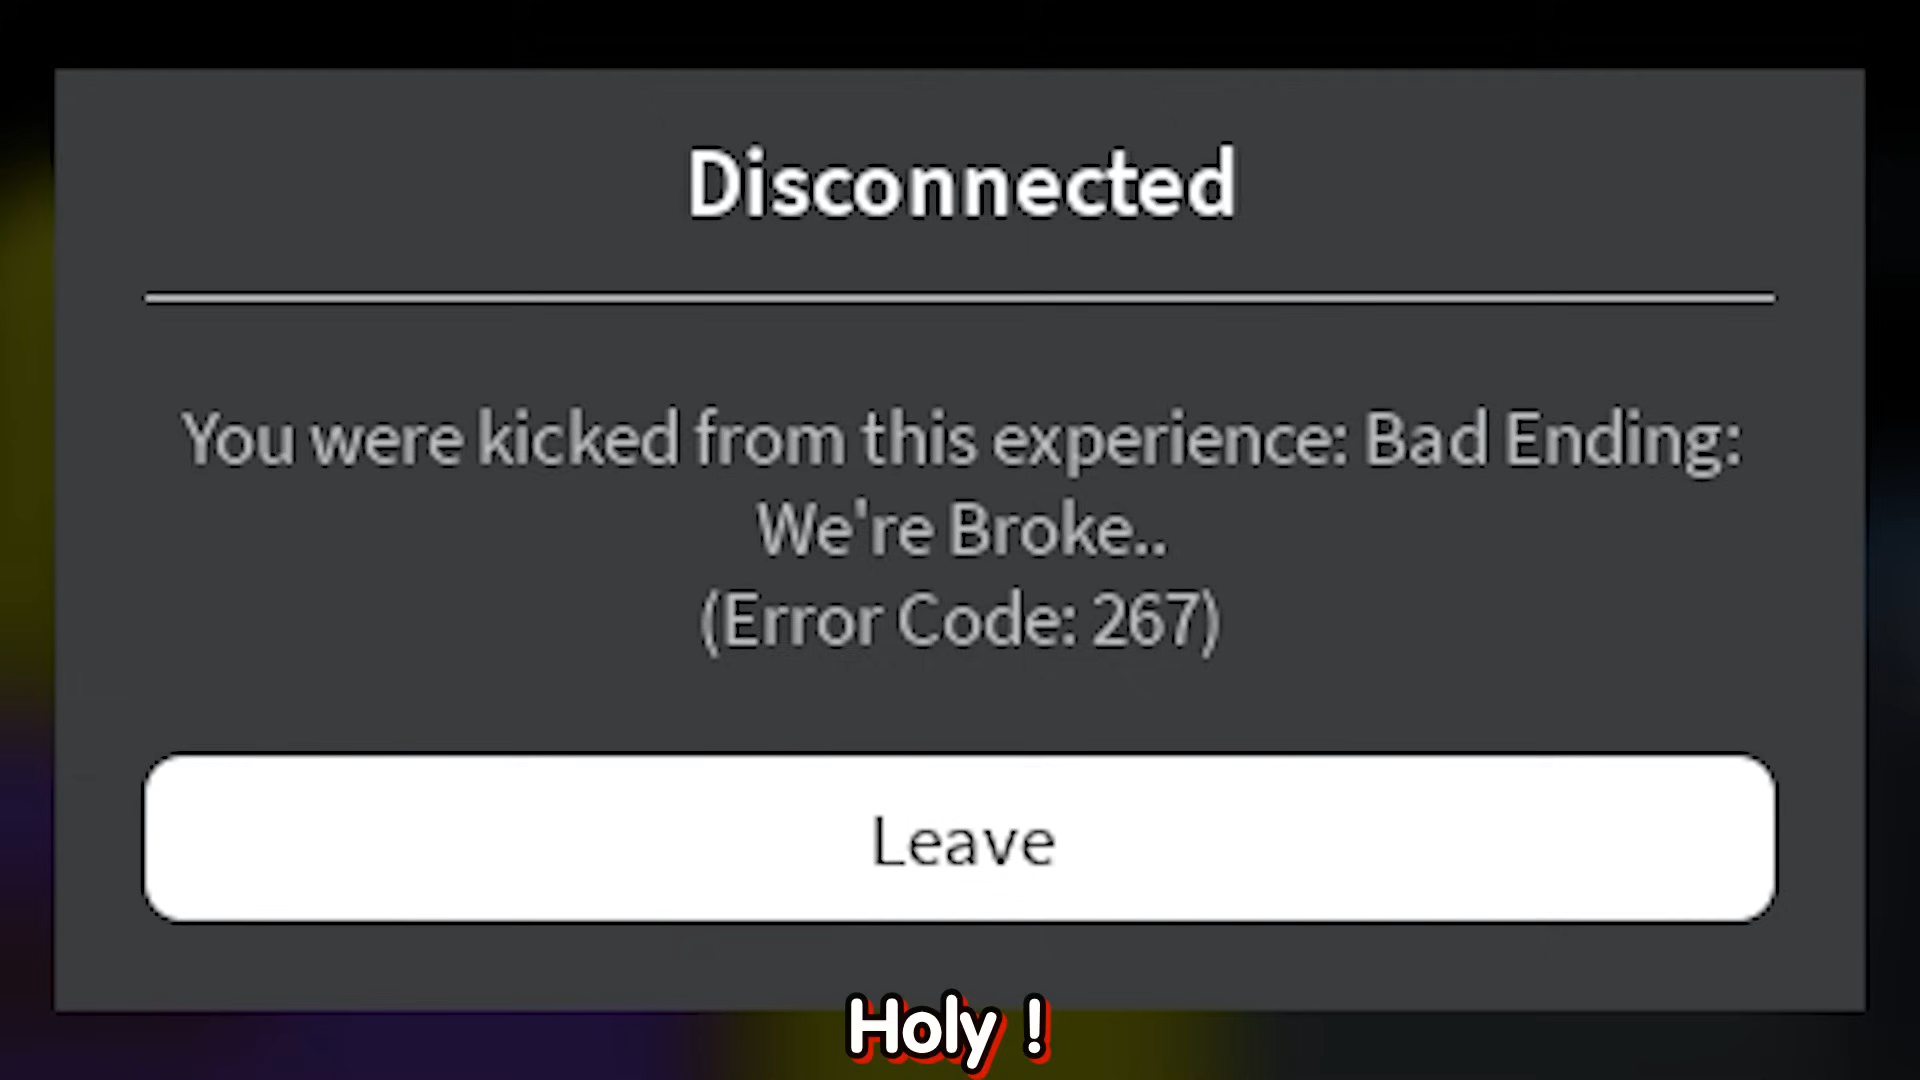 Disconnected
You were kicked from this experience: Bad Ending:
We're Broke..
(Error Code: 267)
Leave
Holy !